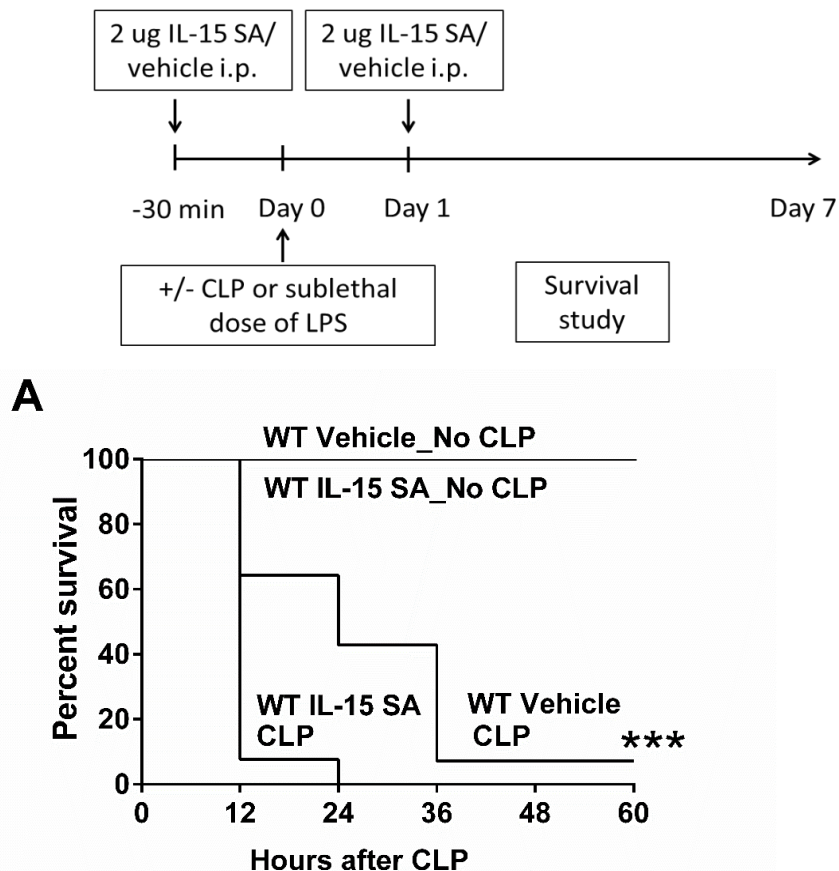 2 ug IL-15 SA/
vehicle i.p.
2 ug IL-15 SA/
vehicle i.p.
-30 min
Day 0
Day 1
Day 7
+/- CLP or sublethal
dose of LPS
Survival
study
A
WT Vehicle_No CLP
WT IL-15 SA_No CLP
Percent survival
100
80
60
40
20
0
WT IL-15 SA
CLP
WT Vehicle
CLP
***
0
12
24
36
48
60
Hours after CLP